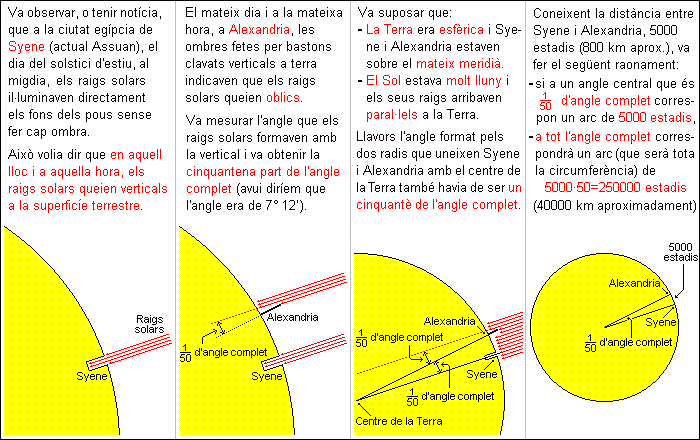 Va observar, o tenir notícia,
que a la ciutat egípcia de
Syene (actual Assuan), el
dia del solstici d'estiu, al
migdia, els raigs solars
il·luminaven directament
els fons dels pous sense
fer cap ombra.
Això volia dir que en aquell
lloc i a aquella hora, els
raigs solars queien verticals
a la superfície terrestre.
Raigs
solars
Syene
El mateix dia i a la mateixa
hora, a Alexandria, les
ombres fetes per bastons
clavats verticals a terra
indicaven que els raigs
solars queien oblics.
Va mesurar l'angle que els
raigs solars formaven amb
la vertical i va obtenir la
cinquantena part de l'angle
complet (avui diríem que
l'angle era de 7° 12').
Alexandria
1/50 d'angle complet
Syene
Va suposar que:
- La Terra era esfèrica i Sye-
ne i Alexandria estaven
sobre el mateix meridià.
- El Sol estava molt lluny i
els seus raigs arribaven
paral·lels a la Terra.
Llavors l'angle format pels
dos radis que uneixen Syene
i Alexandria amb el centre de
la Terra també havia de ser un
cinquantè de l'angle complet.
Alexandria
1/50 d'angle
complet
Syene
1/50 d'angle
complet
Centre de la Terra
Coneixent la distància entre
Syene i Alexandria, 5000
estadis (800 km aprox.), va
fer el següent raonament:
- si a un angle central que és
1/50 d'angle complet corres-
pon un arc de 5000 estadis,
- a tot l'angle complet corres-
pondrà un arc (que serà tota
la circumferència) de
5000·50=250000 estadis
(40000 km aproximadament)
5000
estadis
Alexandria
Syene
1/50 d'angle complet